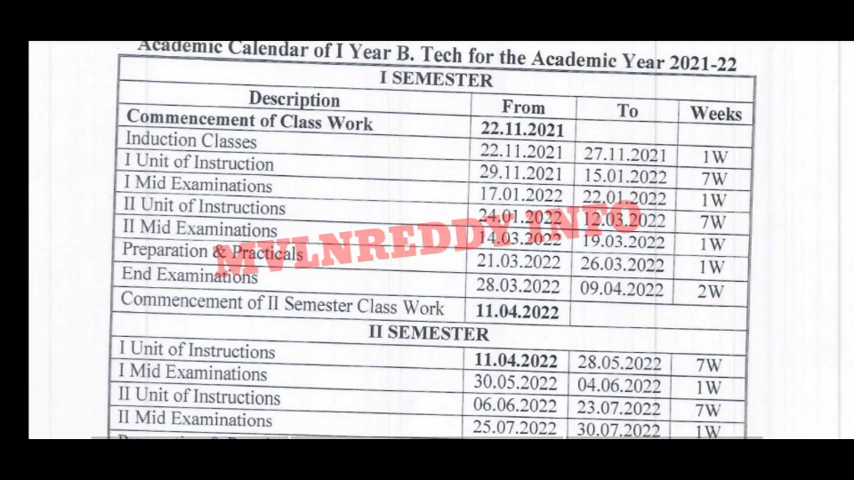 Academic Calendar of I Year B. Tech for the Academic Year 2021-22
I SEMESTER
Description From To Weeks
Commencement of Class Work 22.11.2021
Induction Classes 22.11.2021 27.11.2021 1W
I Unit of Instruction 29.11.2021 15.01.2022 7W
I Mid Examinations 17.01.2022 22.01.2022 1W
II Unit of Instructions 24.01.2022 12.03.2022 7W
II Mid Examinations 14.03.2022 19.03.2022 1W
Preparation & Practicals 21.03.2022 26.03.2022 1W
End Examinations 28.03.2022 09.04.2022 2W
Commencement of II Semester Class Work 11.04.2022
MVLNREDDY INFO
II SEMESTER
I Unit of Instructions 11.04.2022 28.05.2022 7W
I Mid Examinations 30.05.2022 04.06.2022 1W
II Unit of Instructions 06.06.2022 23.07.2022 7W
II Mid Examinations 25.07.2022 30.07.2022 1W